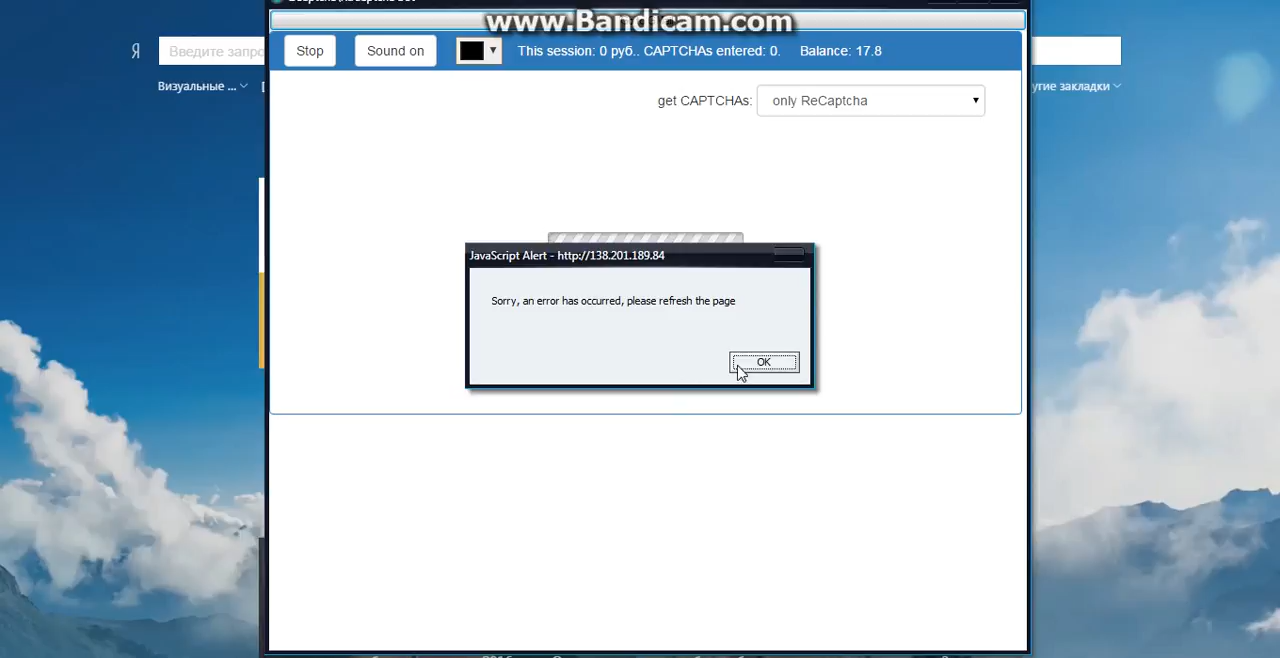 www.Bandicam.com
Я
Введите запро
Stop
Sound on
This session: 0 руб.. CAPTCHAs entered: 0.
Balance: 17.8
Визуальные ...
угие закладки
get CAPTCHAs:
only ReCaptcha
JavaScript Alert - http://138.201.189.84
Sorry, an error has occurred, please refresh the page
OK